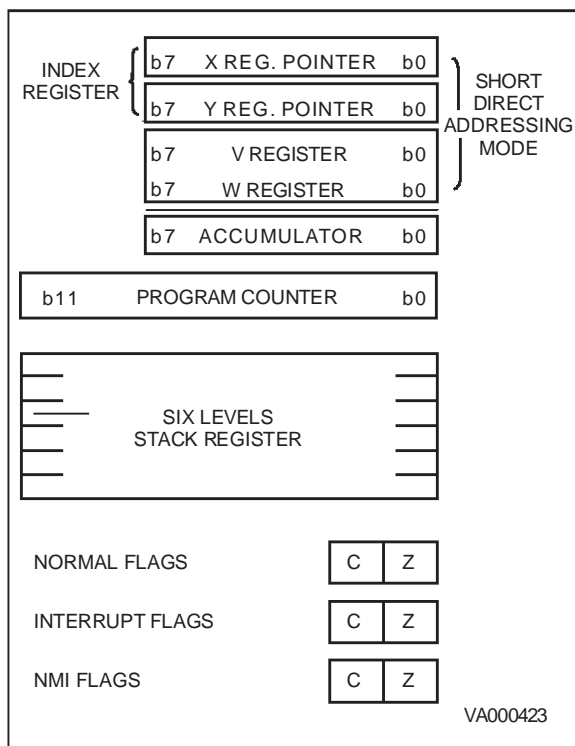 INDEX
REGISTER
b7 X REG. POINTER b0
b7 Y REG. POINTER b0
b7 V REGISTER b0
b7 W REGISTER b0
SHORT
DIRECT
ADDRESSING
MODE
b7 ACCUMULATOR b0
b11 PROGRAM COUNTER b0
SIX LEVELS
STACK REGISTER
NORMAL FLAGS C Z
INTERRUPT FLAGS C Z
NMI FLAGS C Z
VA000423